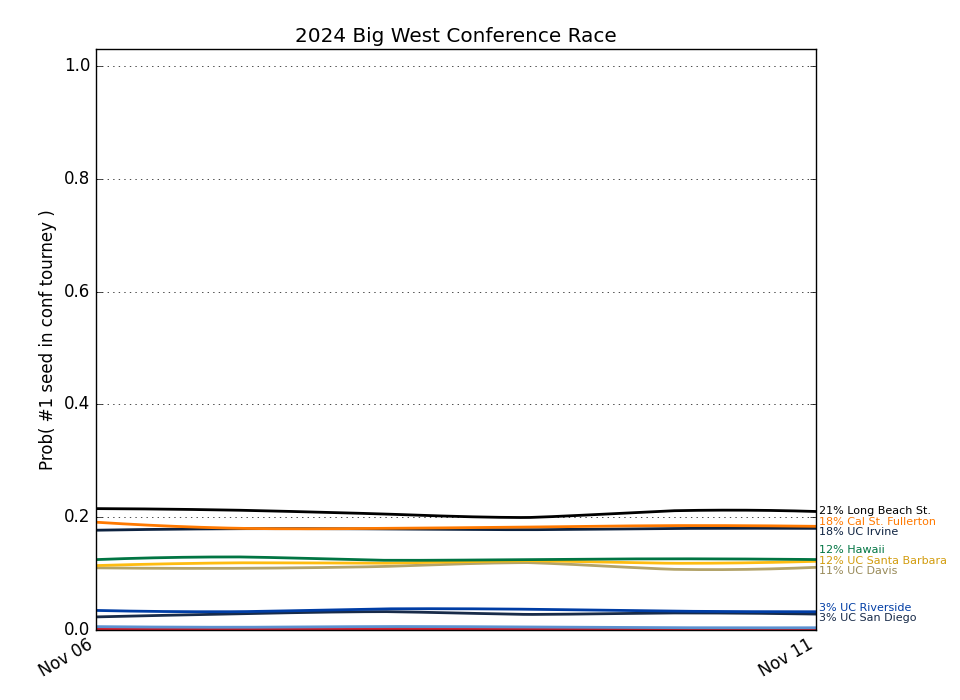 2024 Big West Conference Race
Prob( #1 seed in conf tourney )
1.0
0.8
0.6
0.4
0.2
0.0
Nov 06
Nov 11
21% Long Beach St.
18% Cal St. Fullerton
18% UC Irvine
12% Hawaii
12% UC Santa Barbara
11% UC Davis
3% UC Riverside
3% UC San Diego